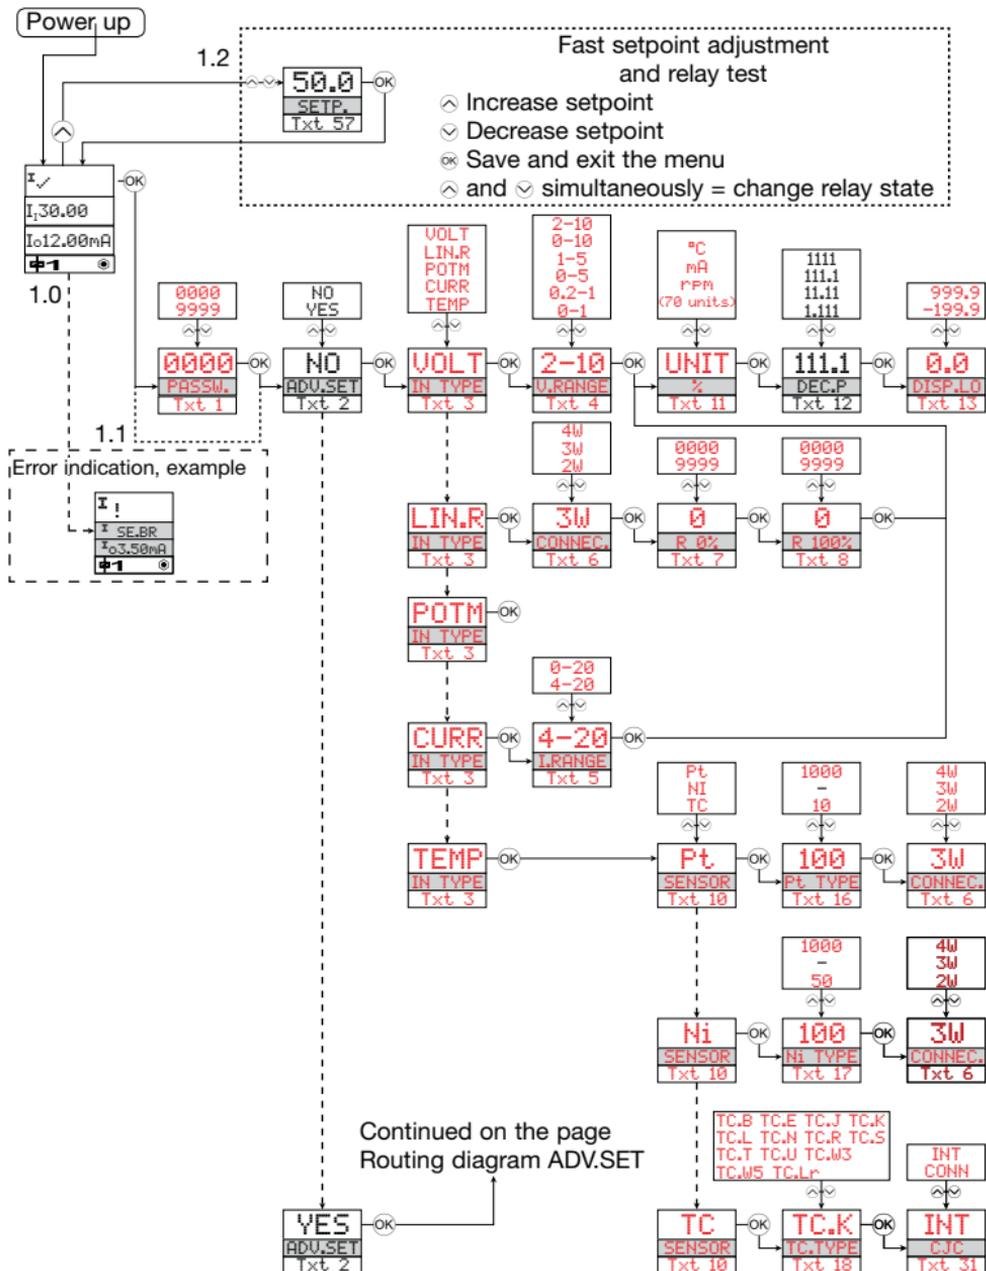 Power up
1.2
50.0
SETP.
Txt 57
OK
Fast setpoint adjustment
and relay test
Increase setpoint
Decrease setpoint
OK Save and exit the menu
and simultaneously = change relay state
I
OK
I,30.00
Io12.00mA
1
1.0
0000
9999
NO
YES
VOLT
LIN.R
POTM
CURR
TEMP
2-10
0-10
1-5
0-5
0.2-1
0-1
°C
mA
rpm
(70 units)
1111
111.1
11.11
1.111
999.9
-199.9
0000 OK NO OK VOLT OK 2-10 OK UNIT OK 111.1 OK 0.0
PASSW. ADV.SET IN TYPE V.RANGE % DEC.P DISP.LO
Txt 1 Txt 2 Txt 3 Txt 4 Txt 11 Txt 12 Txt 13
1.1
Error indication, example
I !
I SE.BR
Io3.50mA
1
4W
3W
2W
0000
9999
0000
9999
LIN.R OK 3W OK 0 OK 0 OK
IN TYPE CONNEC. R 0% R 100%
Txt 3 Txt 6 Txt 7 Txt 8
POTM OK
IN TYPE
Txt 3
0-20
4-20
CURR OK 4-20 OK
IN TYPE I.RANGE
Txt 3 Txt 5
Pt
NI
TC
1000
-
10
4W
3W
2W
TEMP OK Pt OK 100 OK 3W
IN TYPE SENSOR Pt TYPE CONNEC.
Txt 3 Txt 10 Txt 16 Txt 6
1000
-
50
4W
3W
2W
Ni OK 100 OK 3W
SENSOR Ni TYPE CONNEC.
Txt 10 Txt 17 Txt 6
Continued on the page
Routing diagram ADV.SET
TC.B TC.E TC.J TC.K
TC.L TC.N TC.R TC.S
TC.T TC.U TC.W3
TC.W5 TC.Lr
INT
CONN
YES OK TC OK TC.K OK INT
ADV.SET SENSOR TC.TYPE CJC
Txt 2 Txt 10 Txt 18 Txt 31